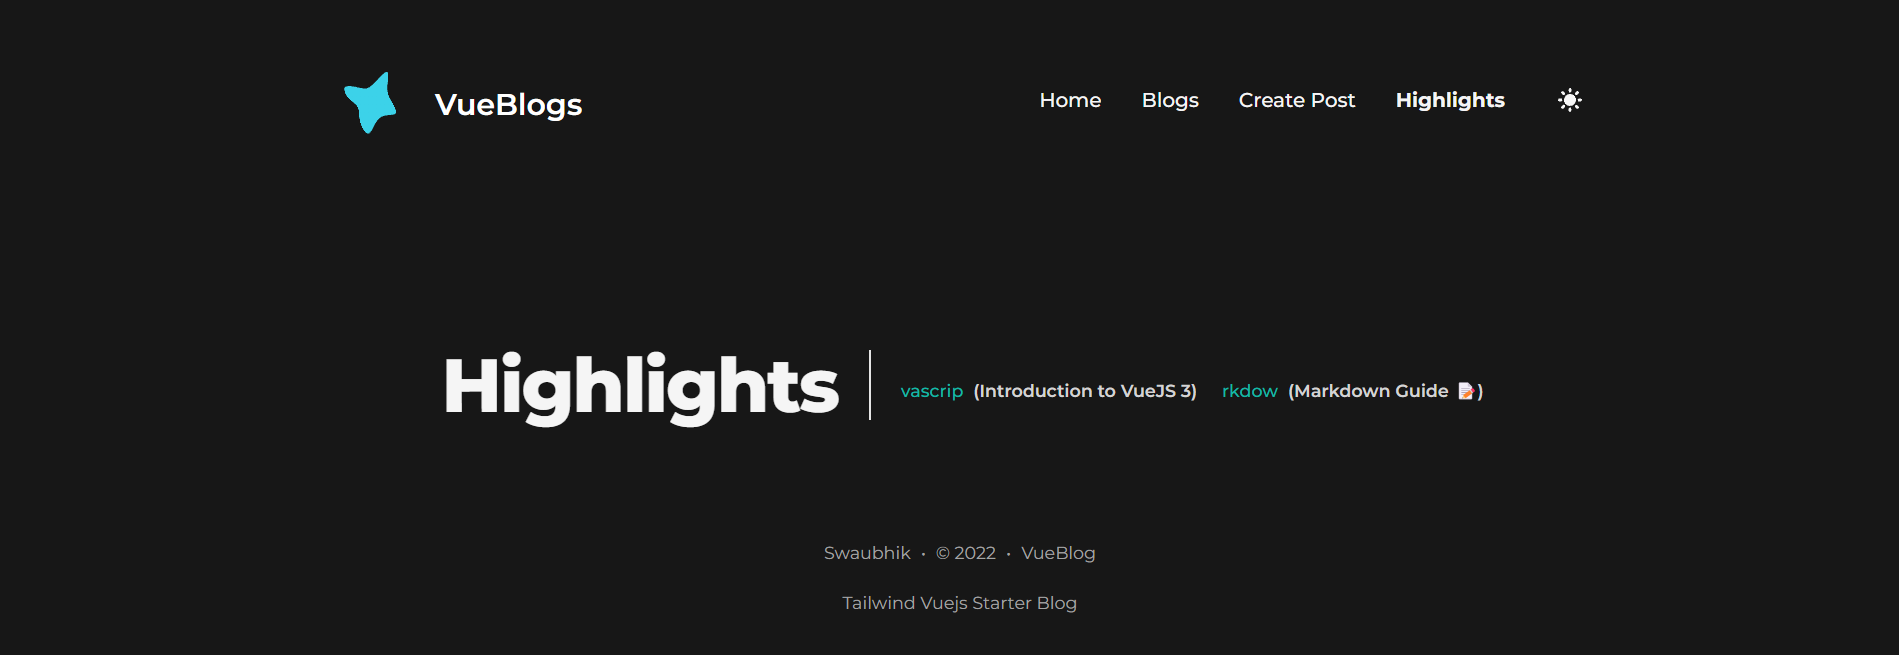 VueBlogs
Home Blogs Create Post Highlights
Highlights
vascrip (Introduction to VueJS 3) rkdow (Markdown Guide 📝)
Swaubhik • © 2022 • VueBlog
Tailwind Vuejs Starter Blog